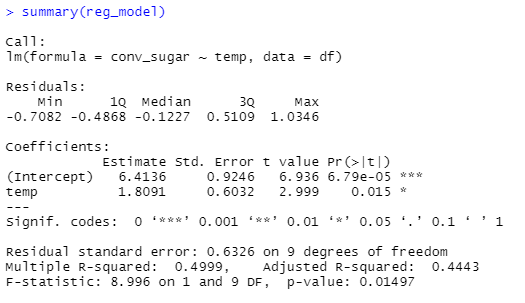 > summary(reg_model)
Call:
lm(formula = conv_sugar ~ temp, data = df)
Residuals:
    Min      1Q  Median      3Q     Max
-0.7082 -0.4868 -0.1227  0.5109  1.0346
Coefficients:
            Estimate Std. Error t value Pr(>|t|)
(Intercept)   6.4136     0.9246   6.936 6.79e-05 ***
temp          1.8091     0.6032   2.999    0.015 *
---
Signif. codes:  0 ‘***’ 0.001 ‘**’ 0.01 ‘*’ 0.05 ‘.’ 0.1 ‘ ’ 1
Residual standard error: 0.6326 on 9 degrees of freedom
Multiple R-squared:  0.4999,    Adjusted R-squared:  0.4443
F-statistic: 8.996 on 1 and 9 DF,  p-value: 0.01497